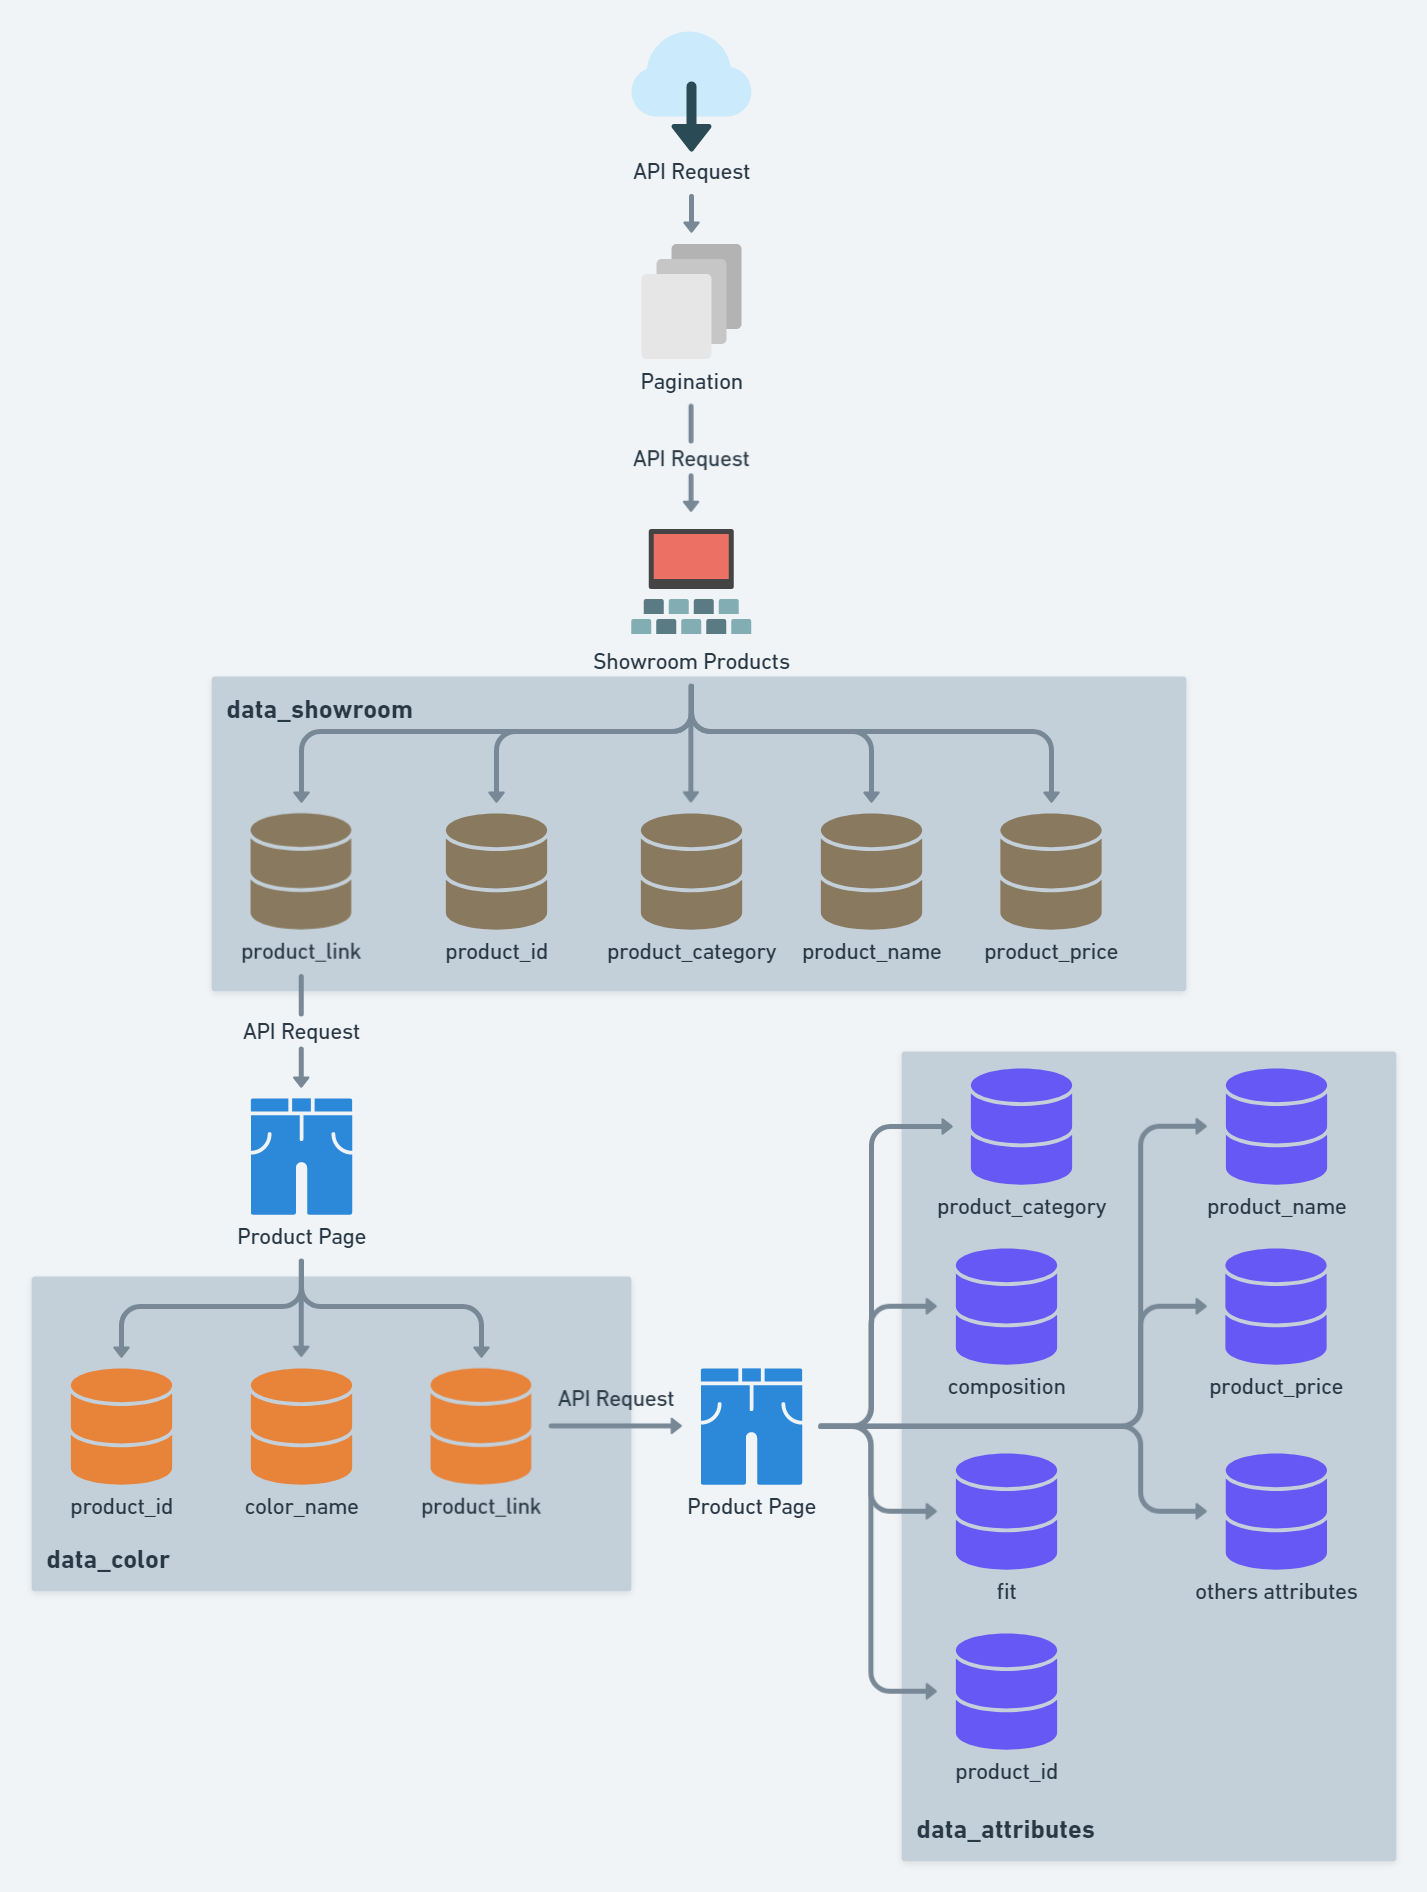 API Request
Pagination
API Request
Showroom Products
data_showroom
product_link
product_id
product_category
product_name
product_price
API Request
Product Page
product_id
color_name
product_link
data_color
API Request
Product Page
product_category
product_name
composition
product_price
fit
others attributes
product_id
data_attributes